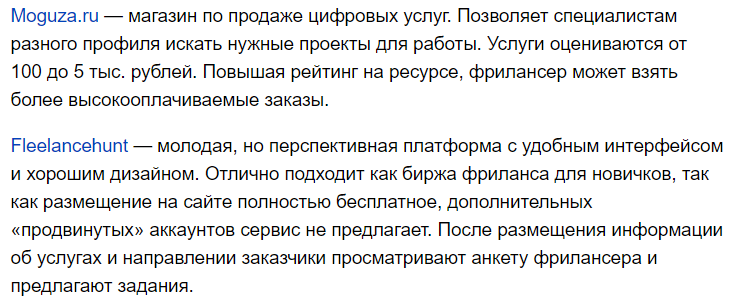 Moguza.ru — магазин по продаже цифровых услуг. Позволяет специалистам
разного профиля искать нужные проекты для работы. Услуги оцениваются от
100 до 5 тыс. рублей. Повышая рейтинг на ресурсе, фрилансер может взять
более высокооплачиваемые заказы.
Fleelancehunt — молодая, но перспективная платформа с удобным интерфейсом
и хорошим дизайном. Отлично подходит как биржа фриланса для новичков, так
как размещение на сайте полностью бесплатное, дополнительных
«продвинутых» аккаунтов сервис не предлагает. После размещения информации
об услугах и направлении заказчики просматривают анкету фрилансера и
предлагают задания.